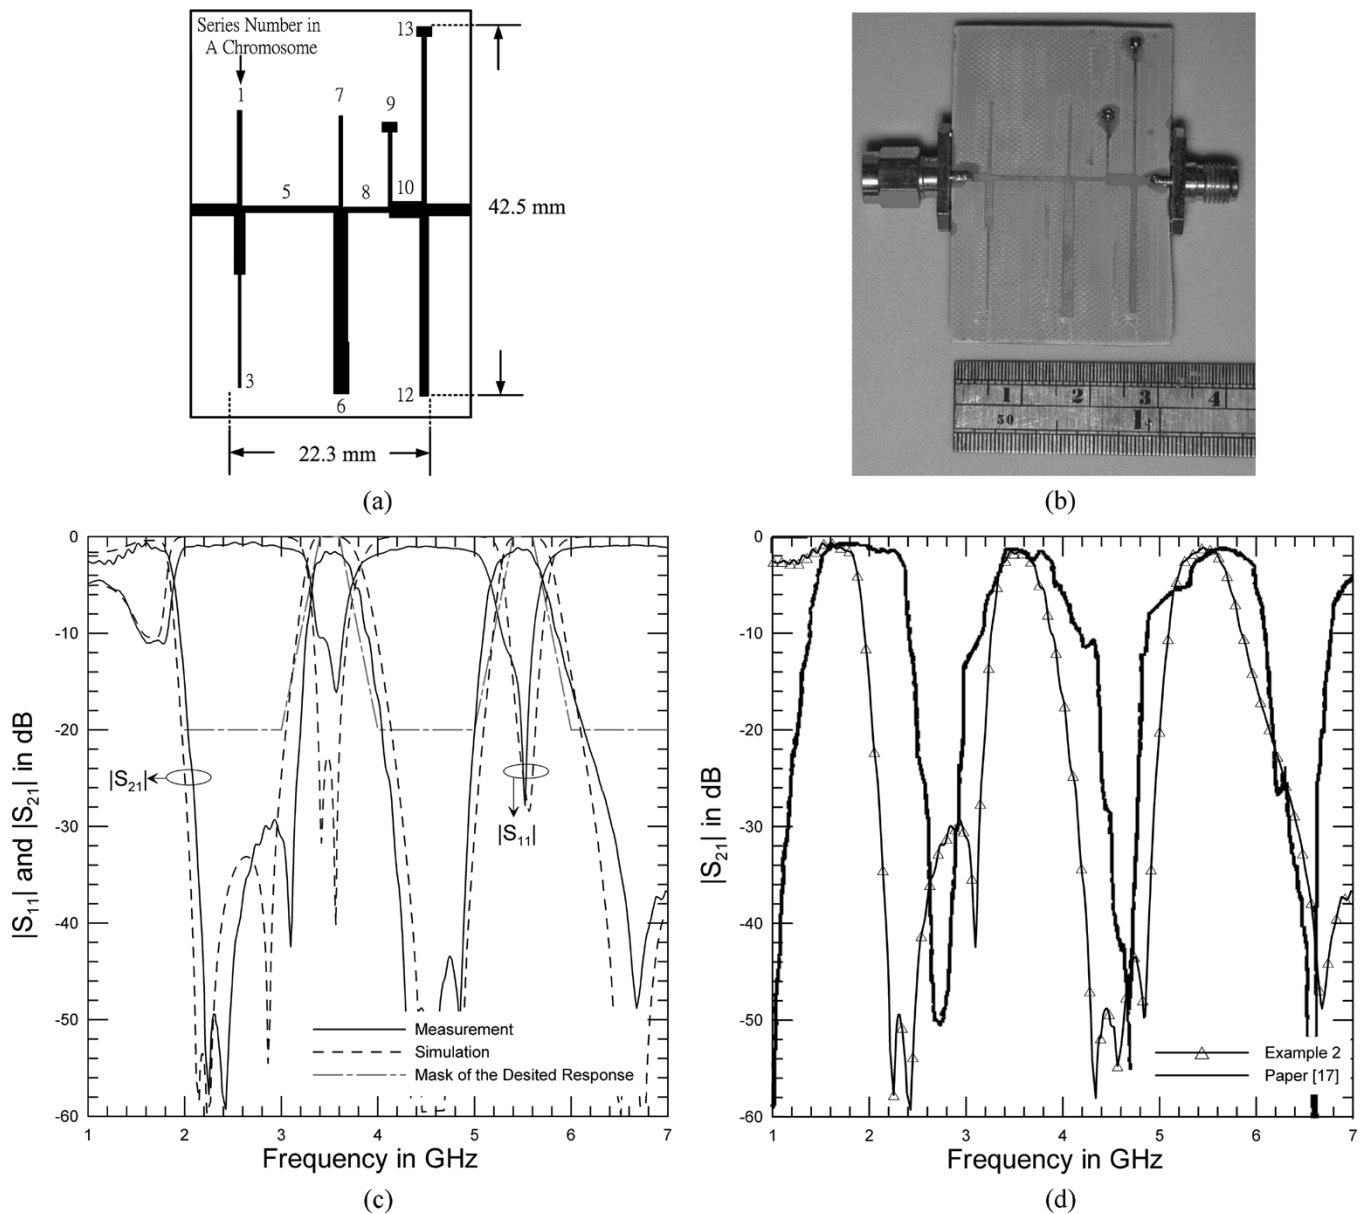 Series Number in
A Chromosome
13
1
7
9
5
8
10
42.5 mm
3
6
12
22.3 mm
(a)
1 2 3 4
50 1
(b)
|S11| and |S21| in dB
0
-10
-20
-30
-40
-50
-60
|S21|
|S11|
Measurement
Simulation
Mask of the Desited Response
1 2 3 4 5 6 7
Frequency in GHz
(c)
|S21| in dB
0
-10
-20
-30
-40
-50
-60
Example 2
Paper [17]
1 2 3 4 5 6 7
Frequency in GHz
(d)